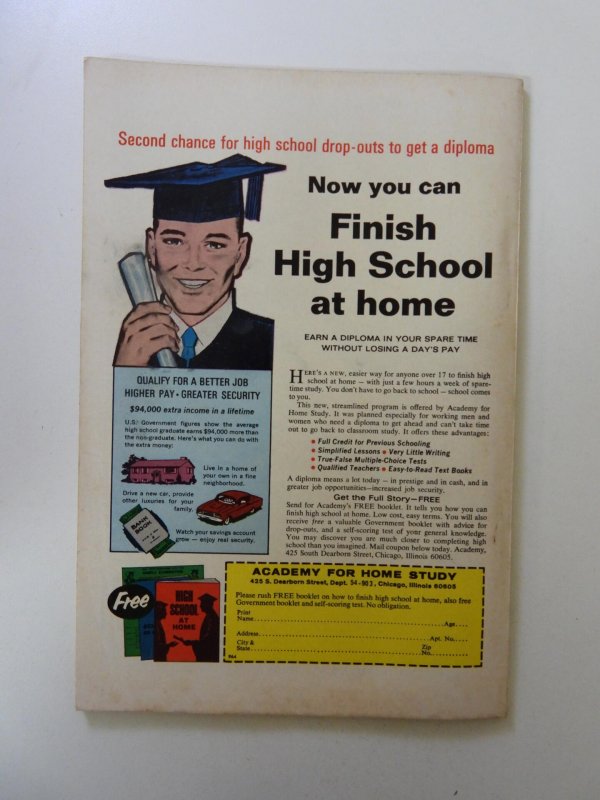 Second chance for high school drop-outs to get a diploma
Now you can
Finish
High School
at home
EARN A DIPLOMA IN YOUR SPARE TIME
WITHOUT LOSING A DAY'S PAY
QUALIFY FOR A BETTER JOB
HIGHER PAY • GREATER SECURITY
$94,000 extra income in a lifetime
U.S. Government figures show the average
high school graduate earns $94,000 more than
the non-graduate. Here's what you can do with
the extra money:
Live in a home of
your own in a fine
neighborhood.
Drive a new car, provide
other luxuries for your
family.
BANK
BOOK
Watch your savings account
grow — enjoy real security.
HERE'S A NEW, easier way for anyone over 17 to finish high
school at home — with just a few hours a week of spare-
time study. You don't have to go back to school — school comes
to you.
This new, streamlined program is offered by Academy for
Home Study. It was planned especially for working men and
women who need a diploma to get ahead and can't take time
out to go back to classroom study. It offers these advantages:
• Full Credit for Previous Schooling
• Simplified Lessons • Very Little Writing
• True-False Multiple-Choice Tests
• Qualified Teachers • Easy-to-Read Text Books
A diploma means a lot today — in prestige and in cash, and in
greater job opportunities—increased job security.
Get the Full Story—FREE
Send for Academy's FREE booklet. It tells you how you can
finish high school at home. Low cost, easy terms. You will also
receive free a valuable Government booklet with advice for
drop-outs, and a self-scoring test of your general knowledge.
You may discover you are much closer to completing high
school than you imagined. Mail coupon below today. Academy,
425 South Dearborn Street, Chicago, Illinois 60605.
Free
HIGH
SCHOOL
AT
HOME
ACADEMY FOR HOME STUDY
425 S. Dearborn Street, Dept. 54-903, Chicago, Illinois 60605
Please rush FREE booklet on how to finish high school at home, also free
Government booklet and self-scoring test. No obligation.
Print
Name Age
Address Apt. No.
City & Zip
State No.